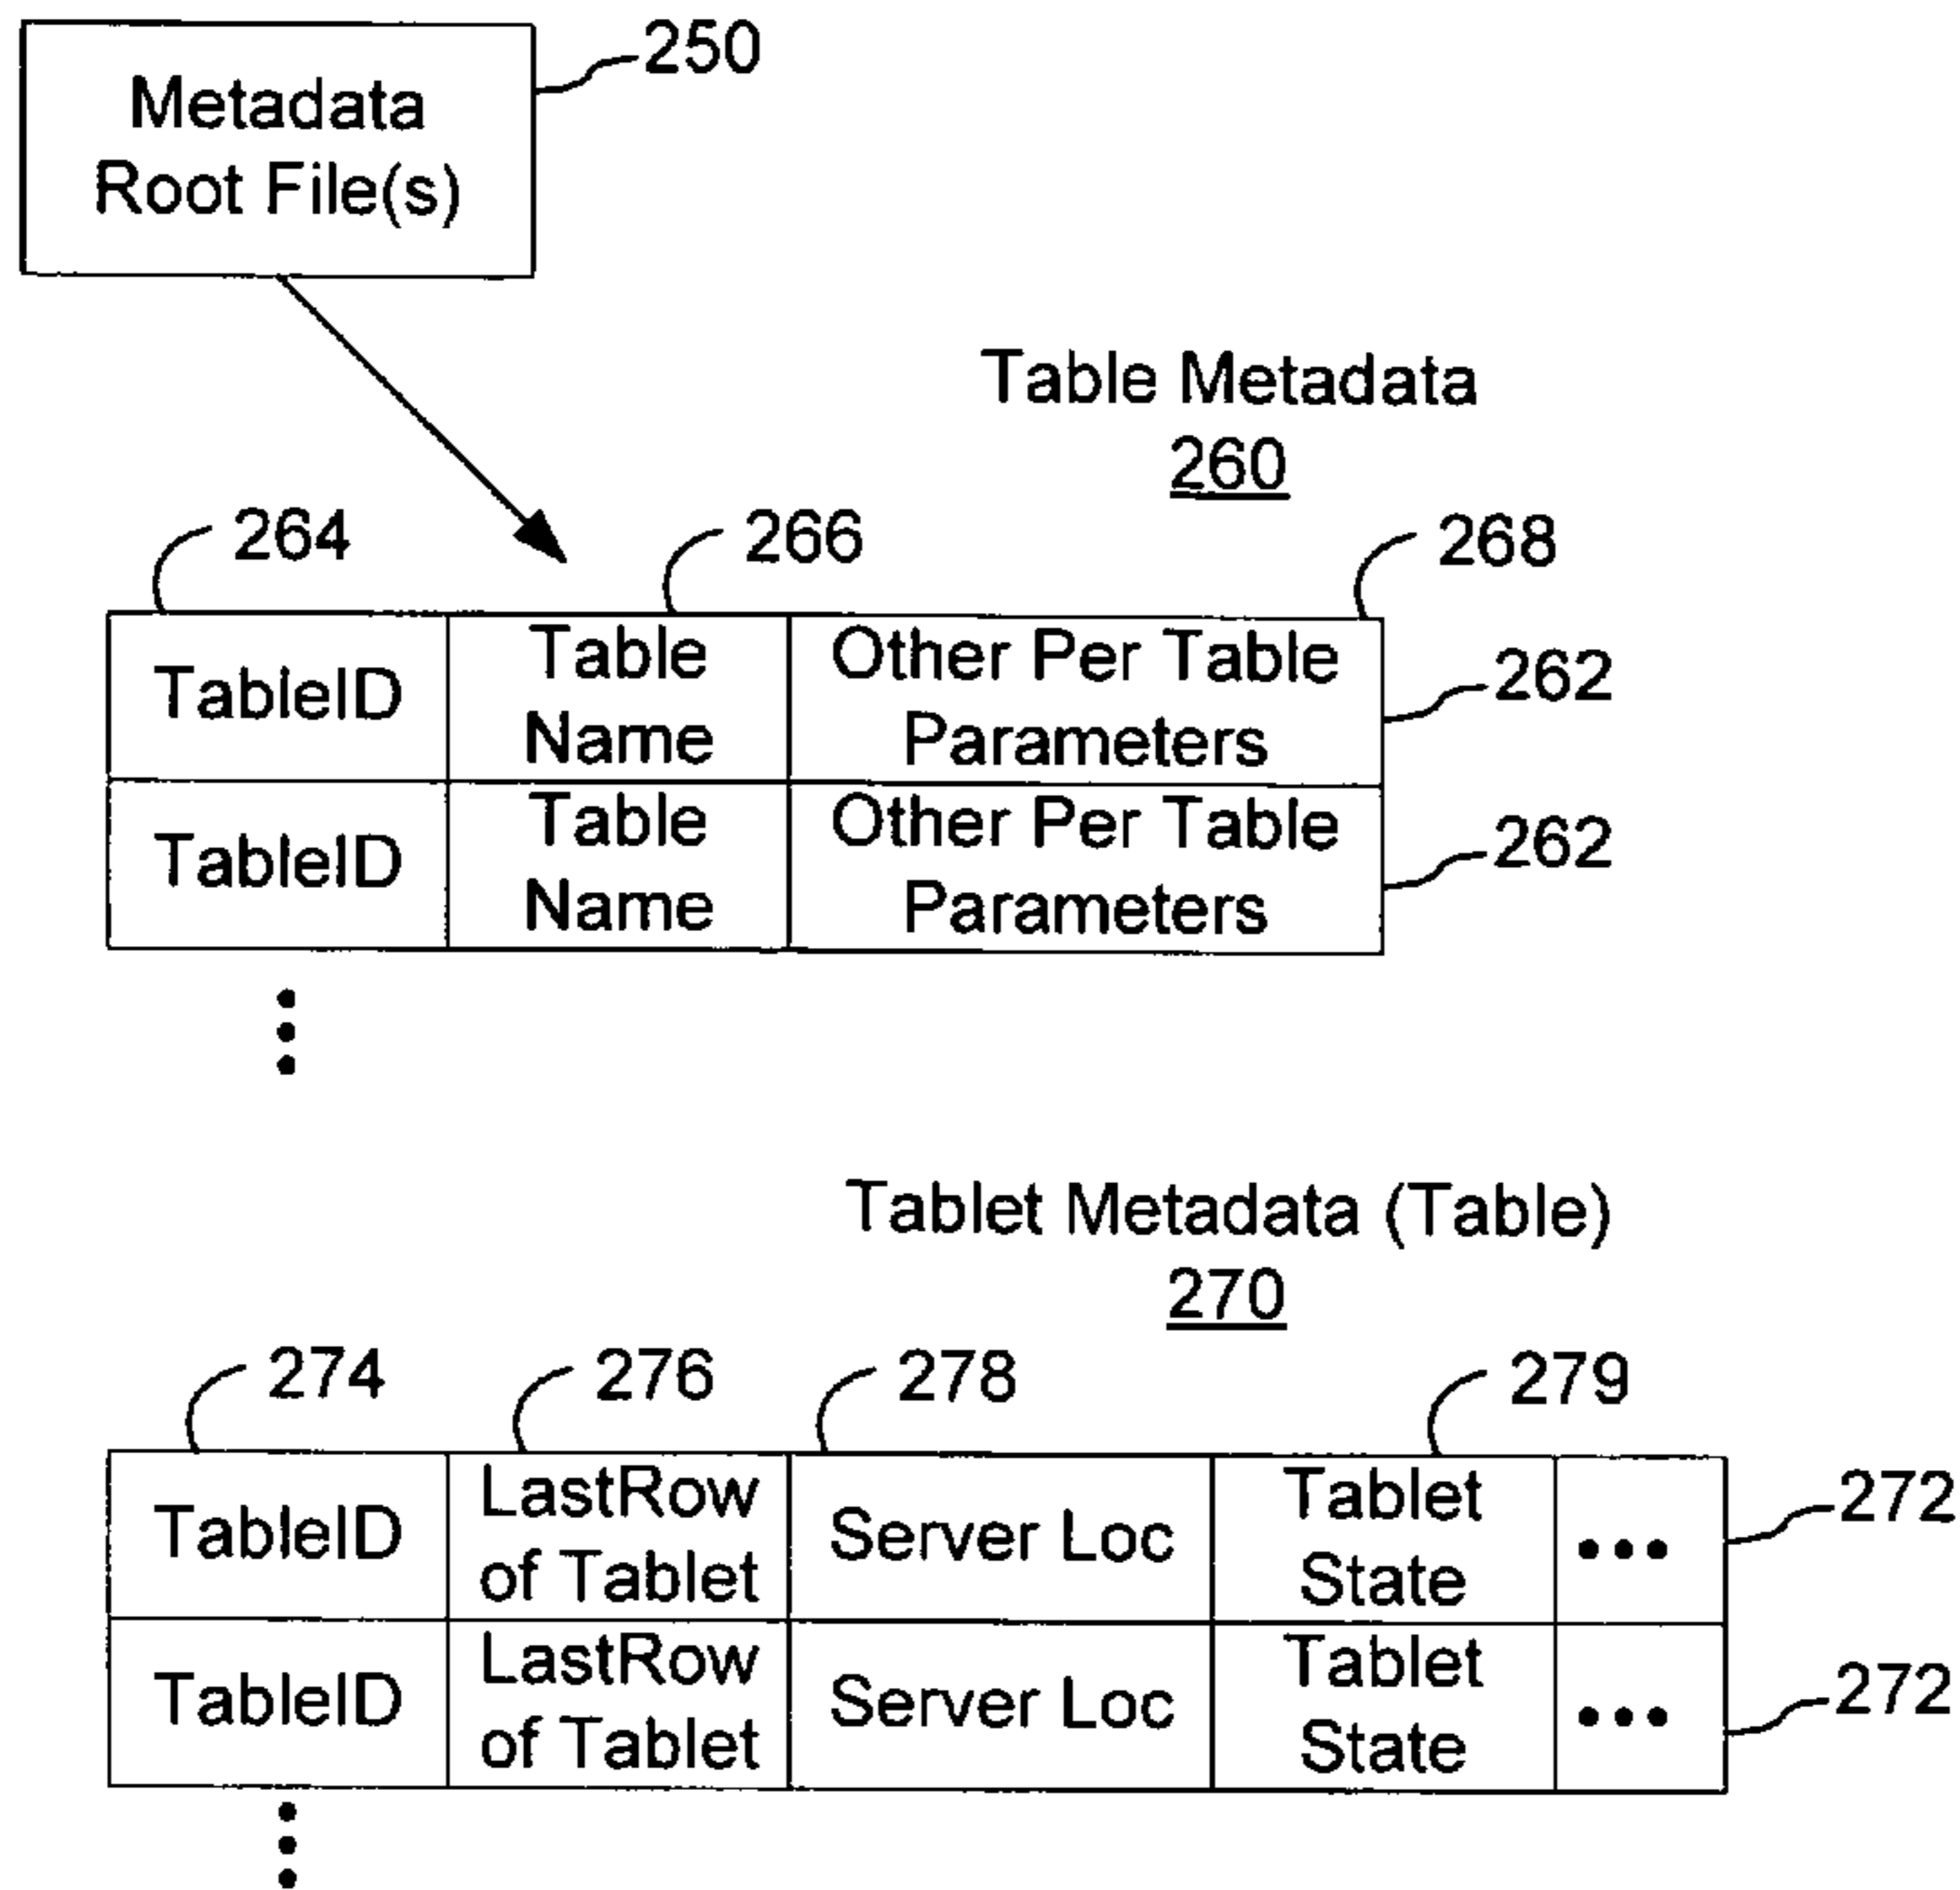 Metadata
Root File(s)
250
Table Metadata
260
264
266
268
TableID
Table
Name
Other Per Table
Parameters
262
TableID
Table
Name
Other Per Table
Parameters
262
Tablet Metadata (Table)
270
274
276
278
279
TableID
LastRow
of Tablet
Server Loc
Tablet
State
...
272
TableID
LastRow
of Tablet
Server Loc
Tablet
State
...
272